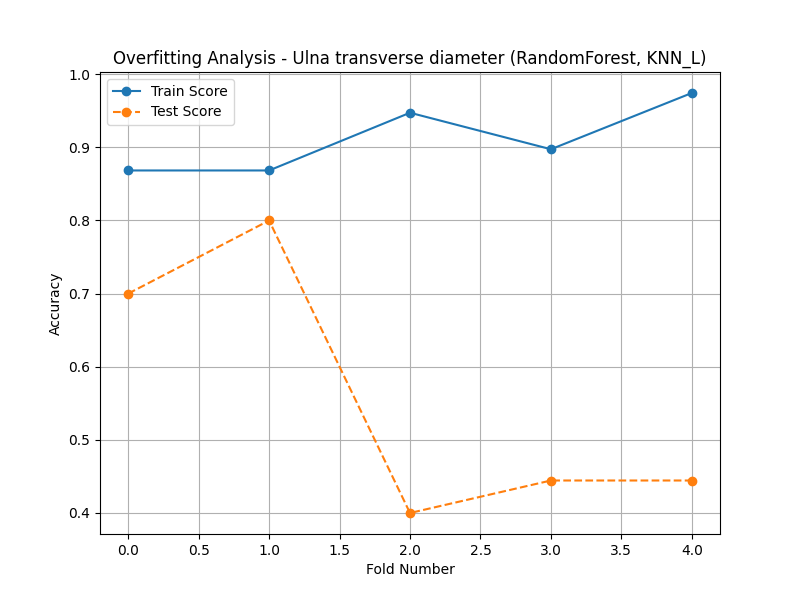 Overfitting Analysis - Ulna transverse diameter (RandomForest, KNN_L)
Train Score
Test Score
1.0
0.9
0.8
0.7
0.6
0.5
0.4
Accuracy
0.0 0.5 1.0 1.5 2.0 2.5 3.0 3.5 4.0
Fold Number